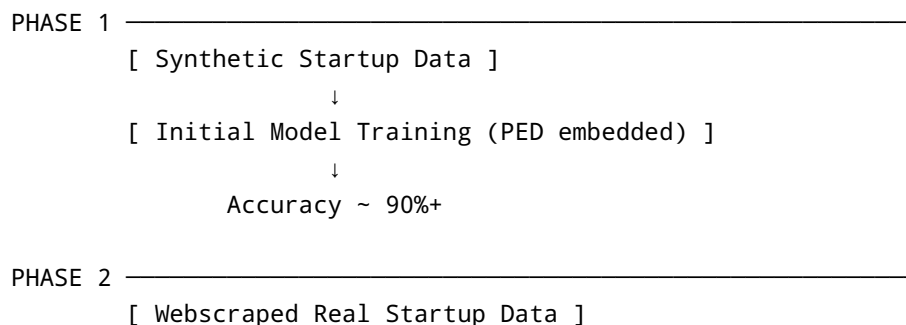 PHASE 1 ──────────────────────────────
[ Synthetic Startup Data ]
↓
[ Initial Model Training (PED embedded) ]
↓
Accuracy ~ 90%+
PHASE 2 ──────────────────────────────
[ Webscraped Real Startup Data ]